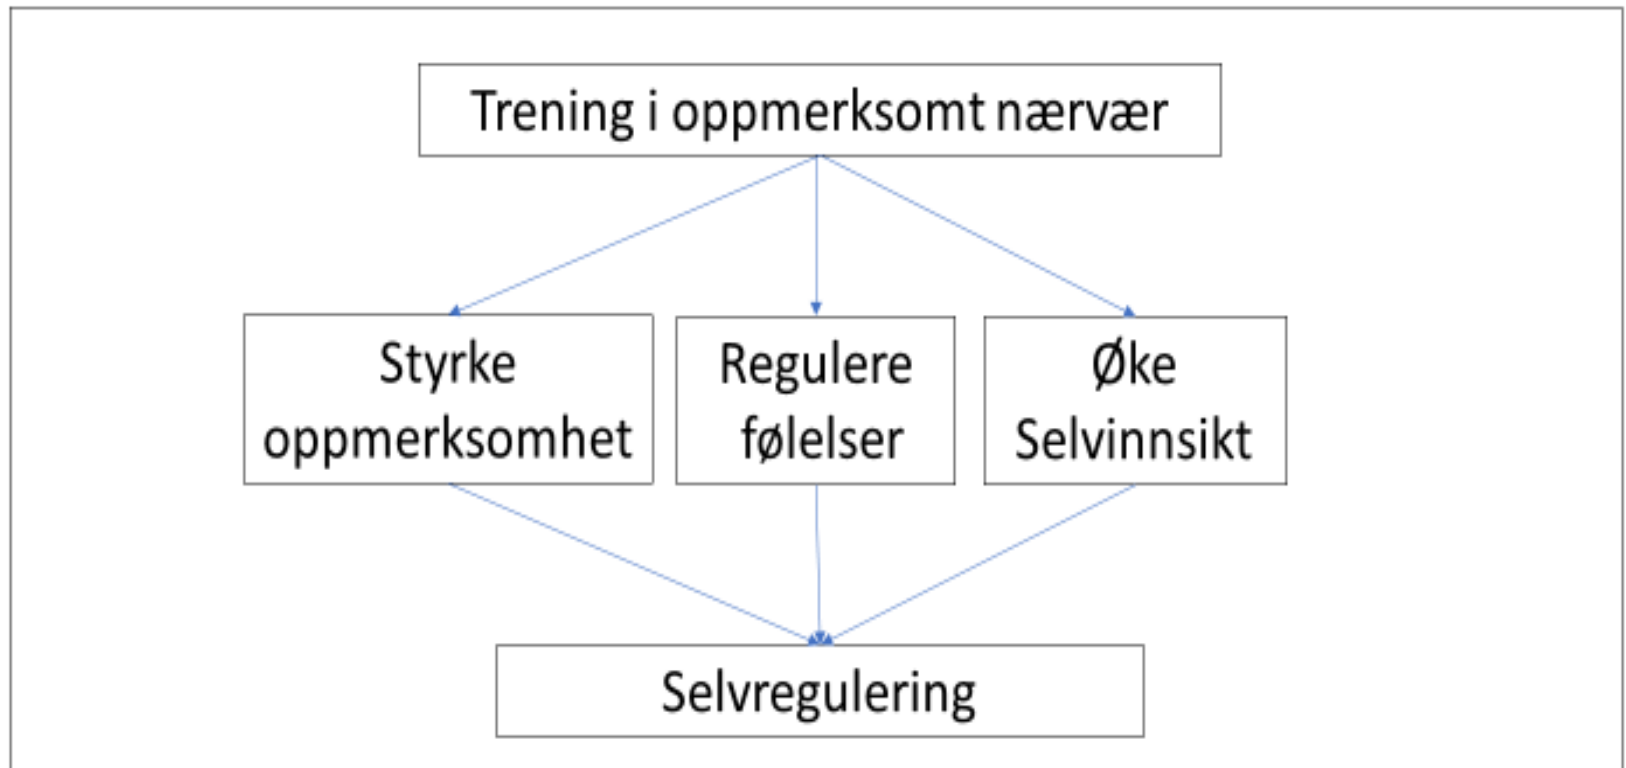 Trening i oppmerksomt nærvær
Styrke
oppmerksomhet
Regulere
følelser
Øke
Selvinnsikt
Selvregulering